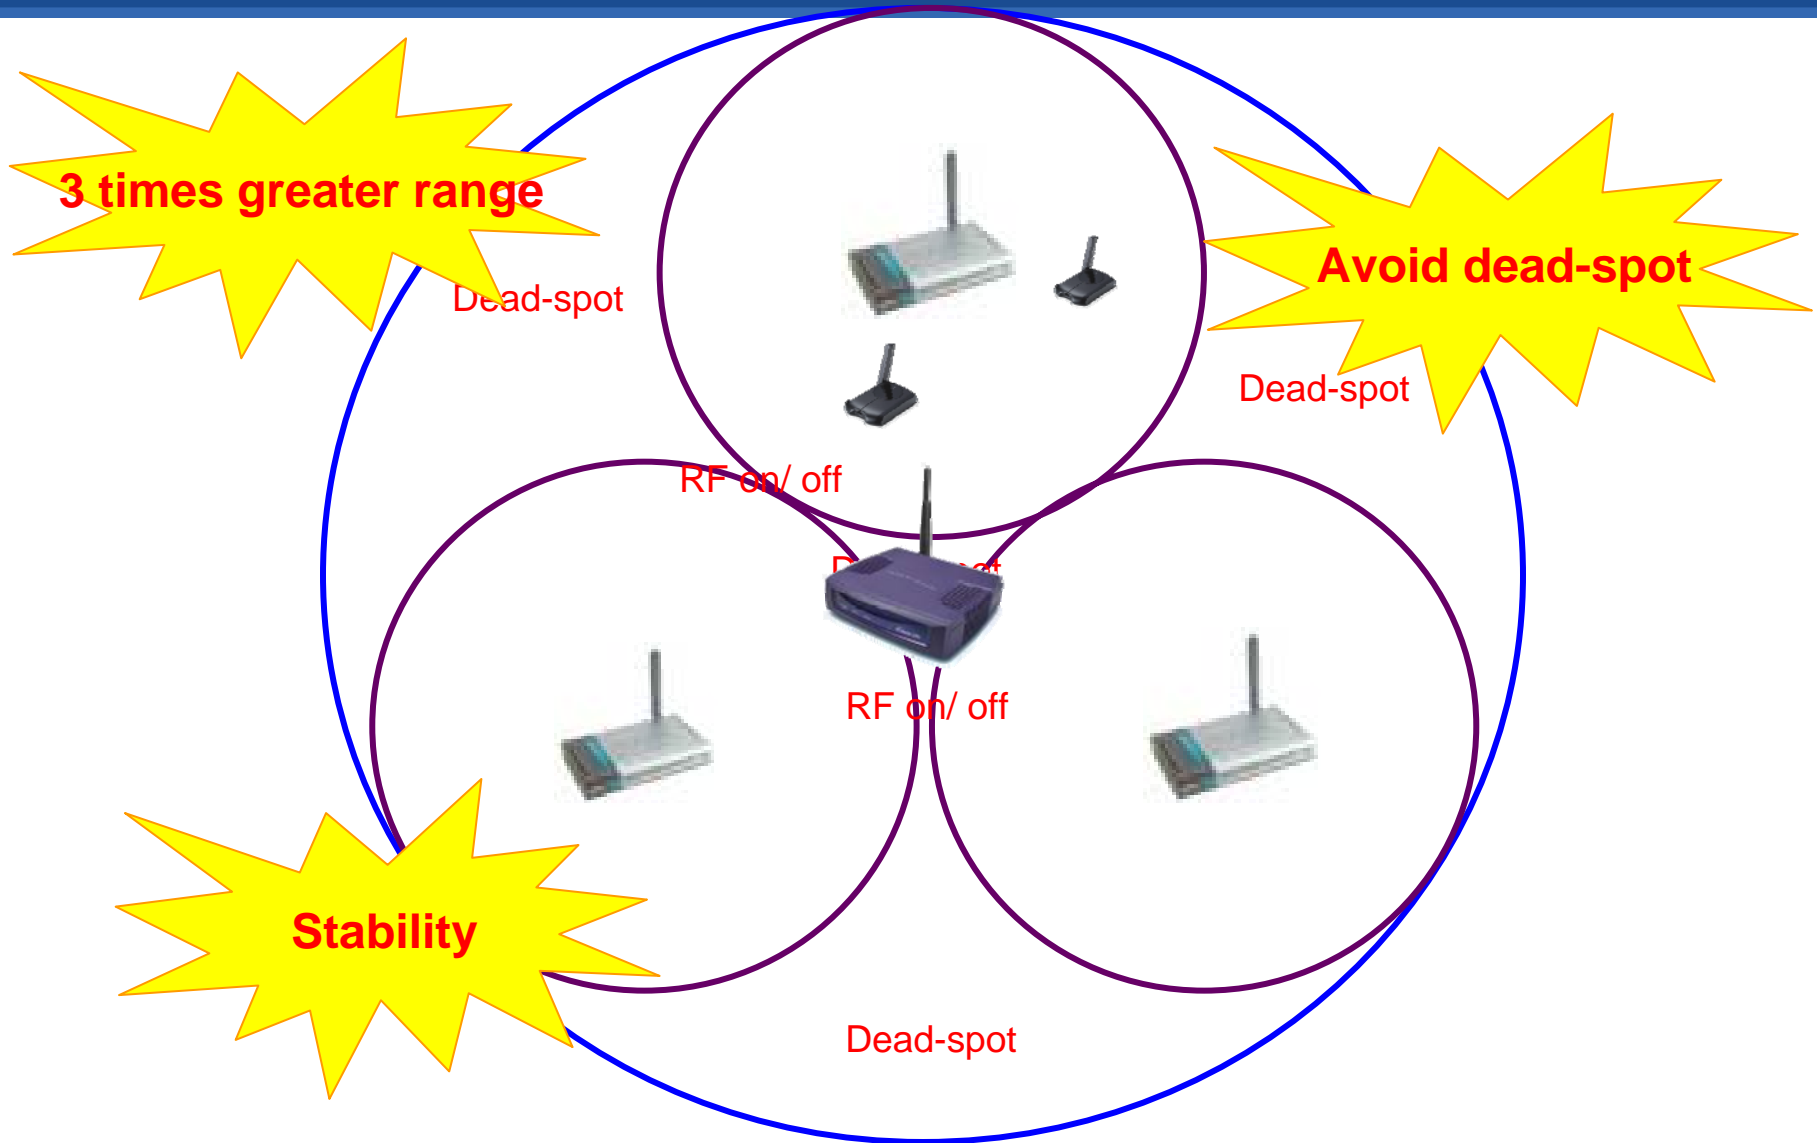 3 times greater range
Avoid dead-spot
Dead-spot
Dead-spot
RF on/ off
RF on/ off
Stability
Dead-spot